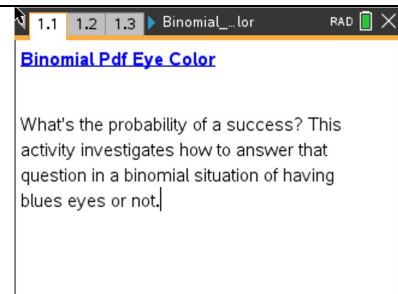 1.1 1.2 1.3 Binomial_...lor RAD
Binomial Pdf Eye Color
What's the probability of a success? This
activity investigates how to answer that
question in a binomial situation of having
blues eyes or not.